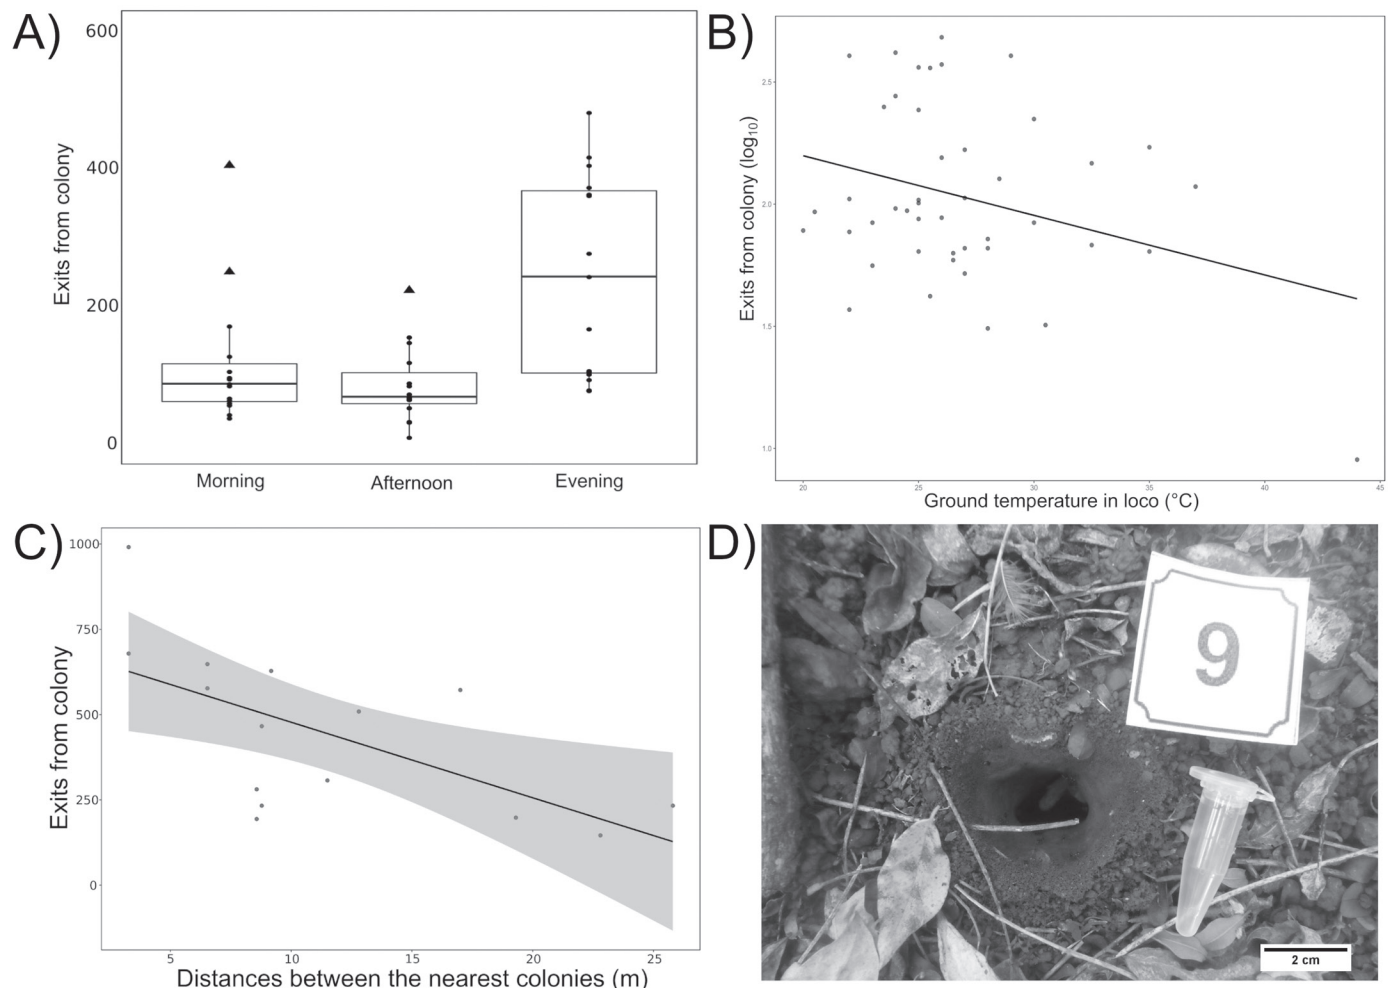 A)
600
400
200
0
Exits from colony
Morning
Afternoon
Evening
B)
2.5
2.0
1.5
1.0
Exits from colony (log10)
20
25
30
35
40
45
Ground temperature in loco (°C)
C)
1000
750
500
250
0
Exits from colony
5
10
15
20
25
Distances between the nearest colonies (m)
D)
9
2 cm